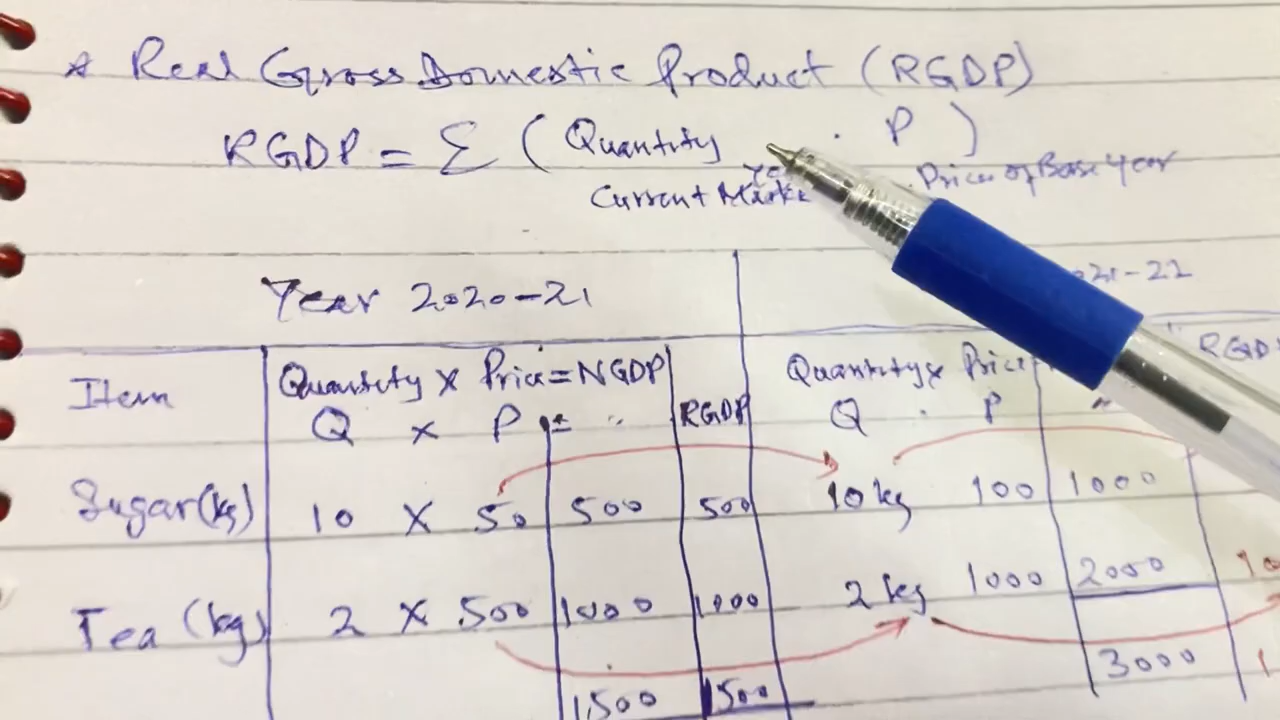 * Real Gross Domestic Product (RGDP)
RGDP = Σ ( Quantity . P )
Current Price of Base Year
Year 2020-21
Item Quantity x Price = NGDP RGDP Quantity x Price
Q x P = Q . P
Sugar (kg) 10 x 50 500 500 10 kg 100 1000
Tea (kg) 2 x 500 1000 1000 2 kg 1000 2000
1500 1500 3000